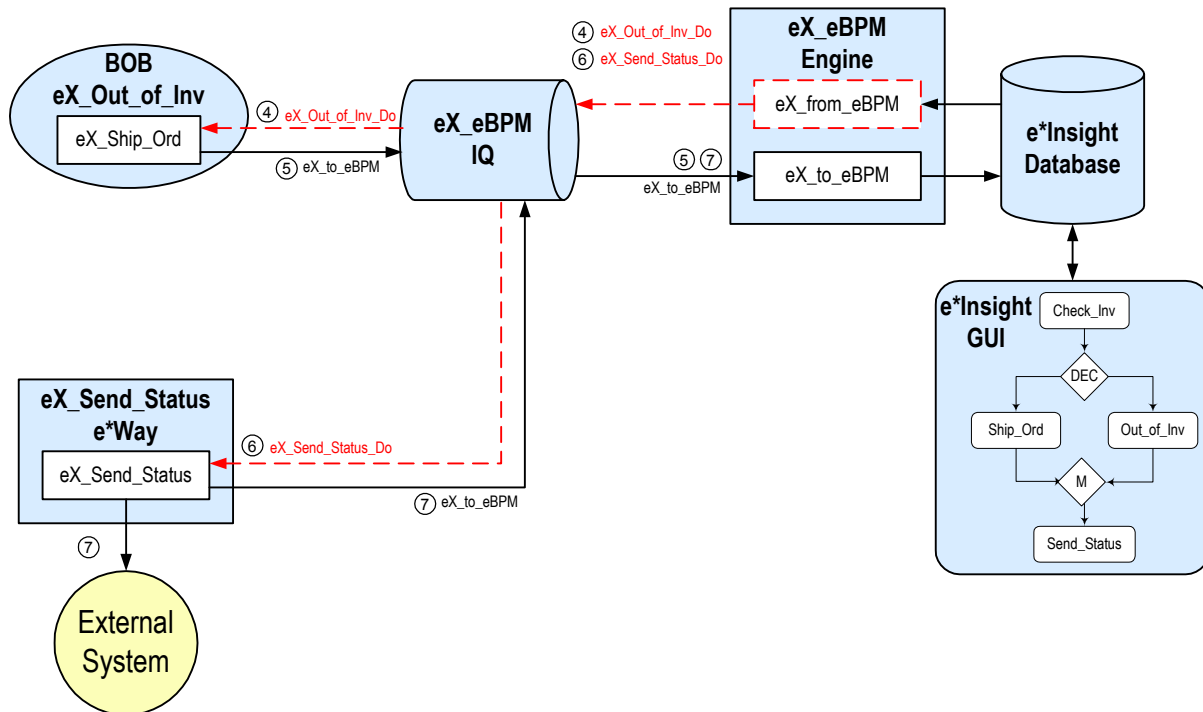 BOB
eX_Out_of_Inv
eX_Ship_Ord
④ eX_Out_of_Inv_Do
⑤ eX_to_eBPM
eX_eBPM
IQ
④ eX_Out_of_Inv_Do
⑥ eX_Send_Status_Do
⑤ ⑦
eX_to_eBPM
eX_eBPM
Engine
eX_from_eBPM
eX_to_eBPM
e*Insight
Database
e*Insight
GUI
Check_Inv
DEC
Ship_Ord
Out_of_Inv
M
Send_Status
eX_Send_Status
e*Way
eX_Send_Status
⑥ eX_Send_Status_Do
⑦ eX_to_eBPM
⑦
External
System